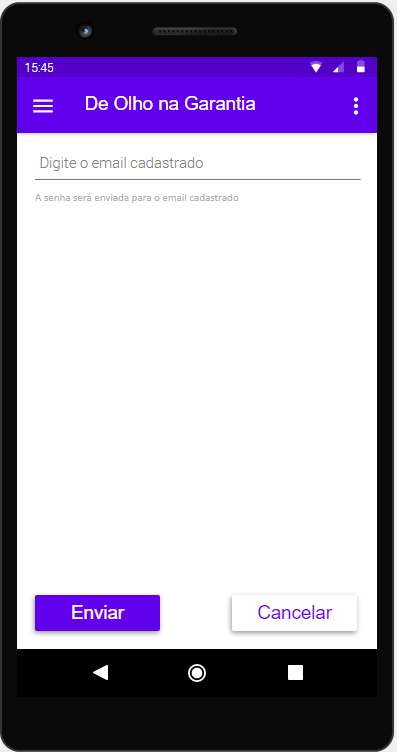 15:45
De Olho na Garantia
Digite o email cadastrado
A senha será enviada para o email cadastrado
Enviar
Cancelar